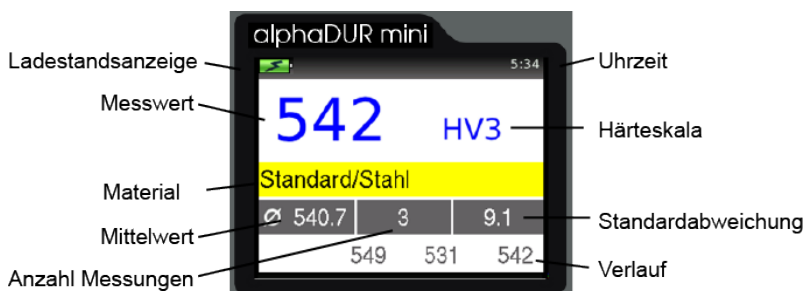 alphaDUR mini
Ladestandsanzeige
5:34
Uhrzeit
Messwert
542
HV3
Härteskala
Material
Standard/Stahl
Mittelwert
Ø 540.7
3
9.1
Standardabweichung
Anzahl Messungen
549 531 542
Verlauf